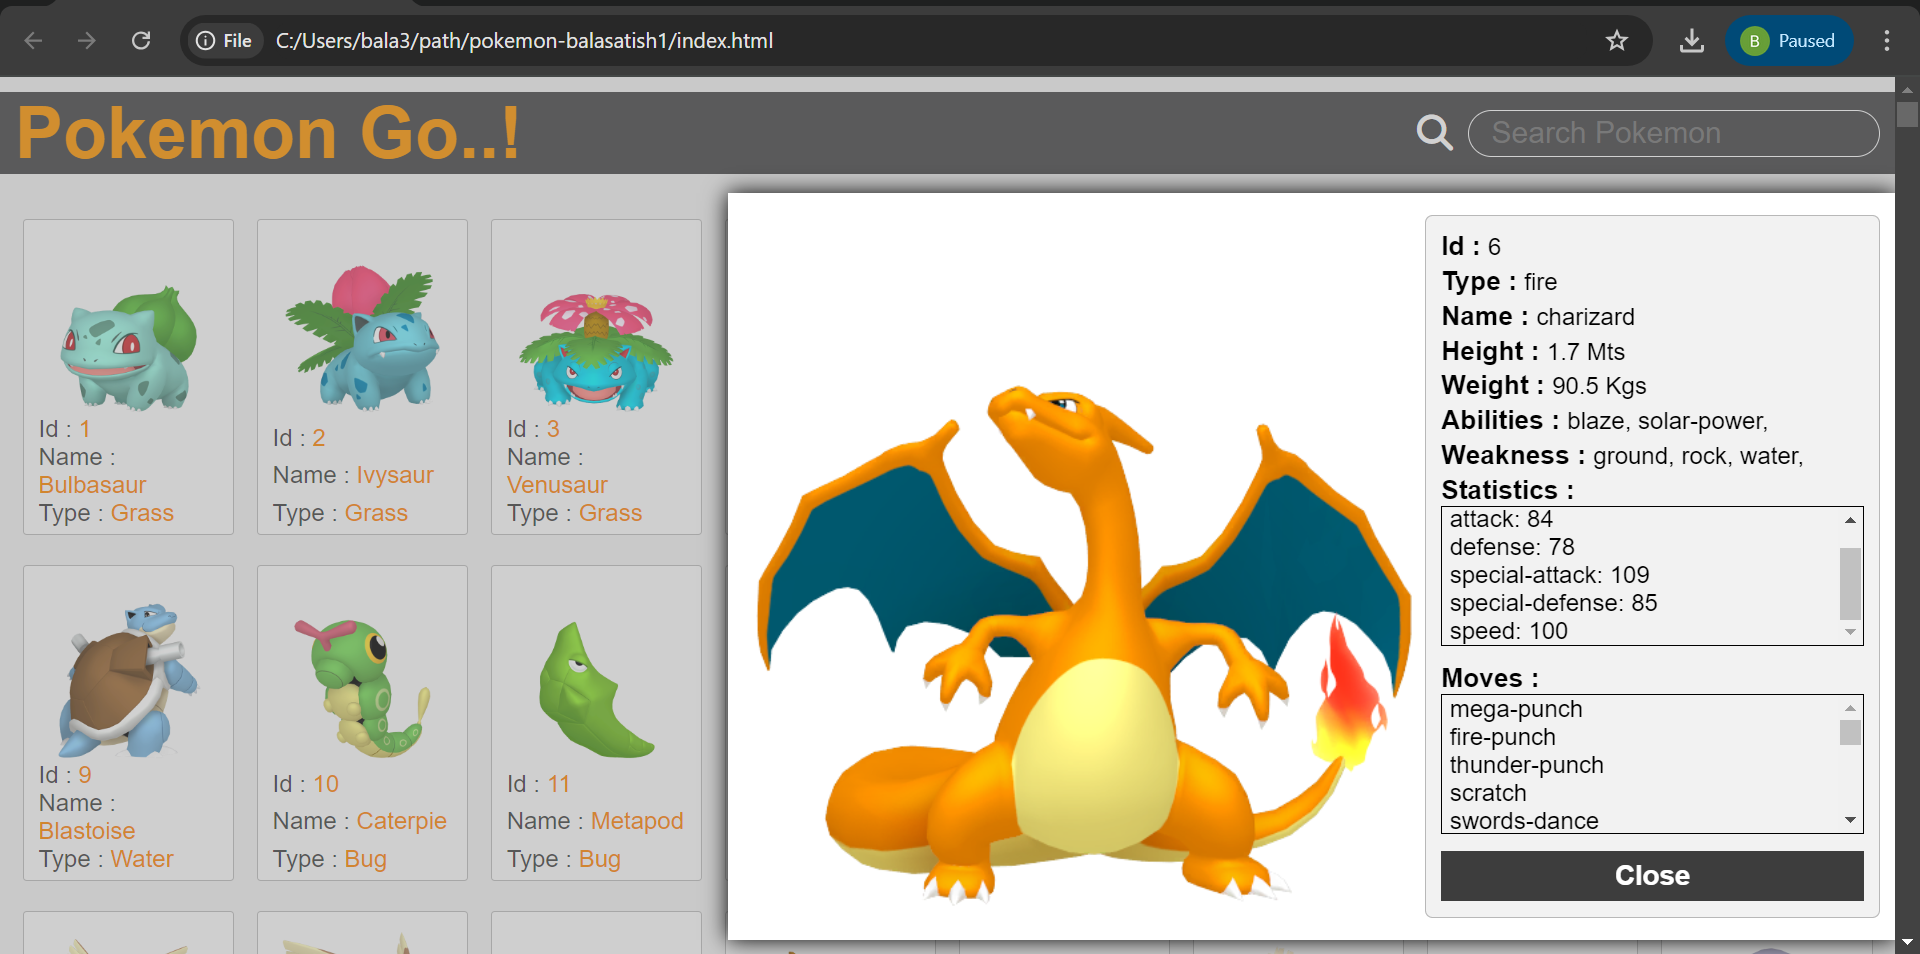 File C:/Users/bala3/path/pokemon-balasatish1/index.html B Paused
Pokemon Go..!
Search Pokemon
Id : 1
Name :
Bulbasaur
Type : Grass
Id : 2
Name : Ivysaur
Type : Grass
Id : 3
Name :
Venusaur
Type : Grass
Id : 9
Name :
Blastoise
Type : Water
Id : 10
Name : Caterpie
Type : Bug
Id : 11
Name : Metapod
Type : Bug
Id : 6
Type : fire
Name : charizard
Height : 1.7 Mts
Weight : 90.5 Kgs
Abilities : blaze, solar-power,
Weakness : ground, rock, water,
Statistics :
attack: 84
defense: 78
special-attack: 109
special-defense: 85
speed: 100
Moves :
mega-punch
fire-punch
thunder-punch
scratch
swords-dance
Close